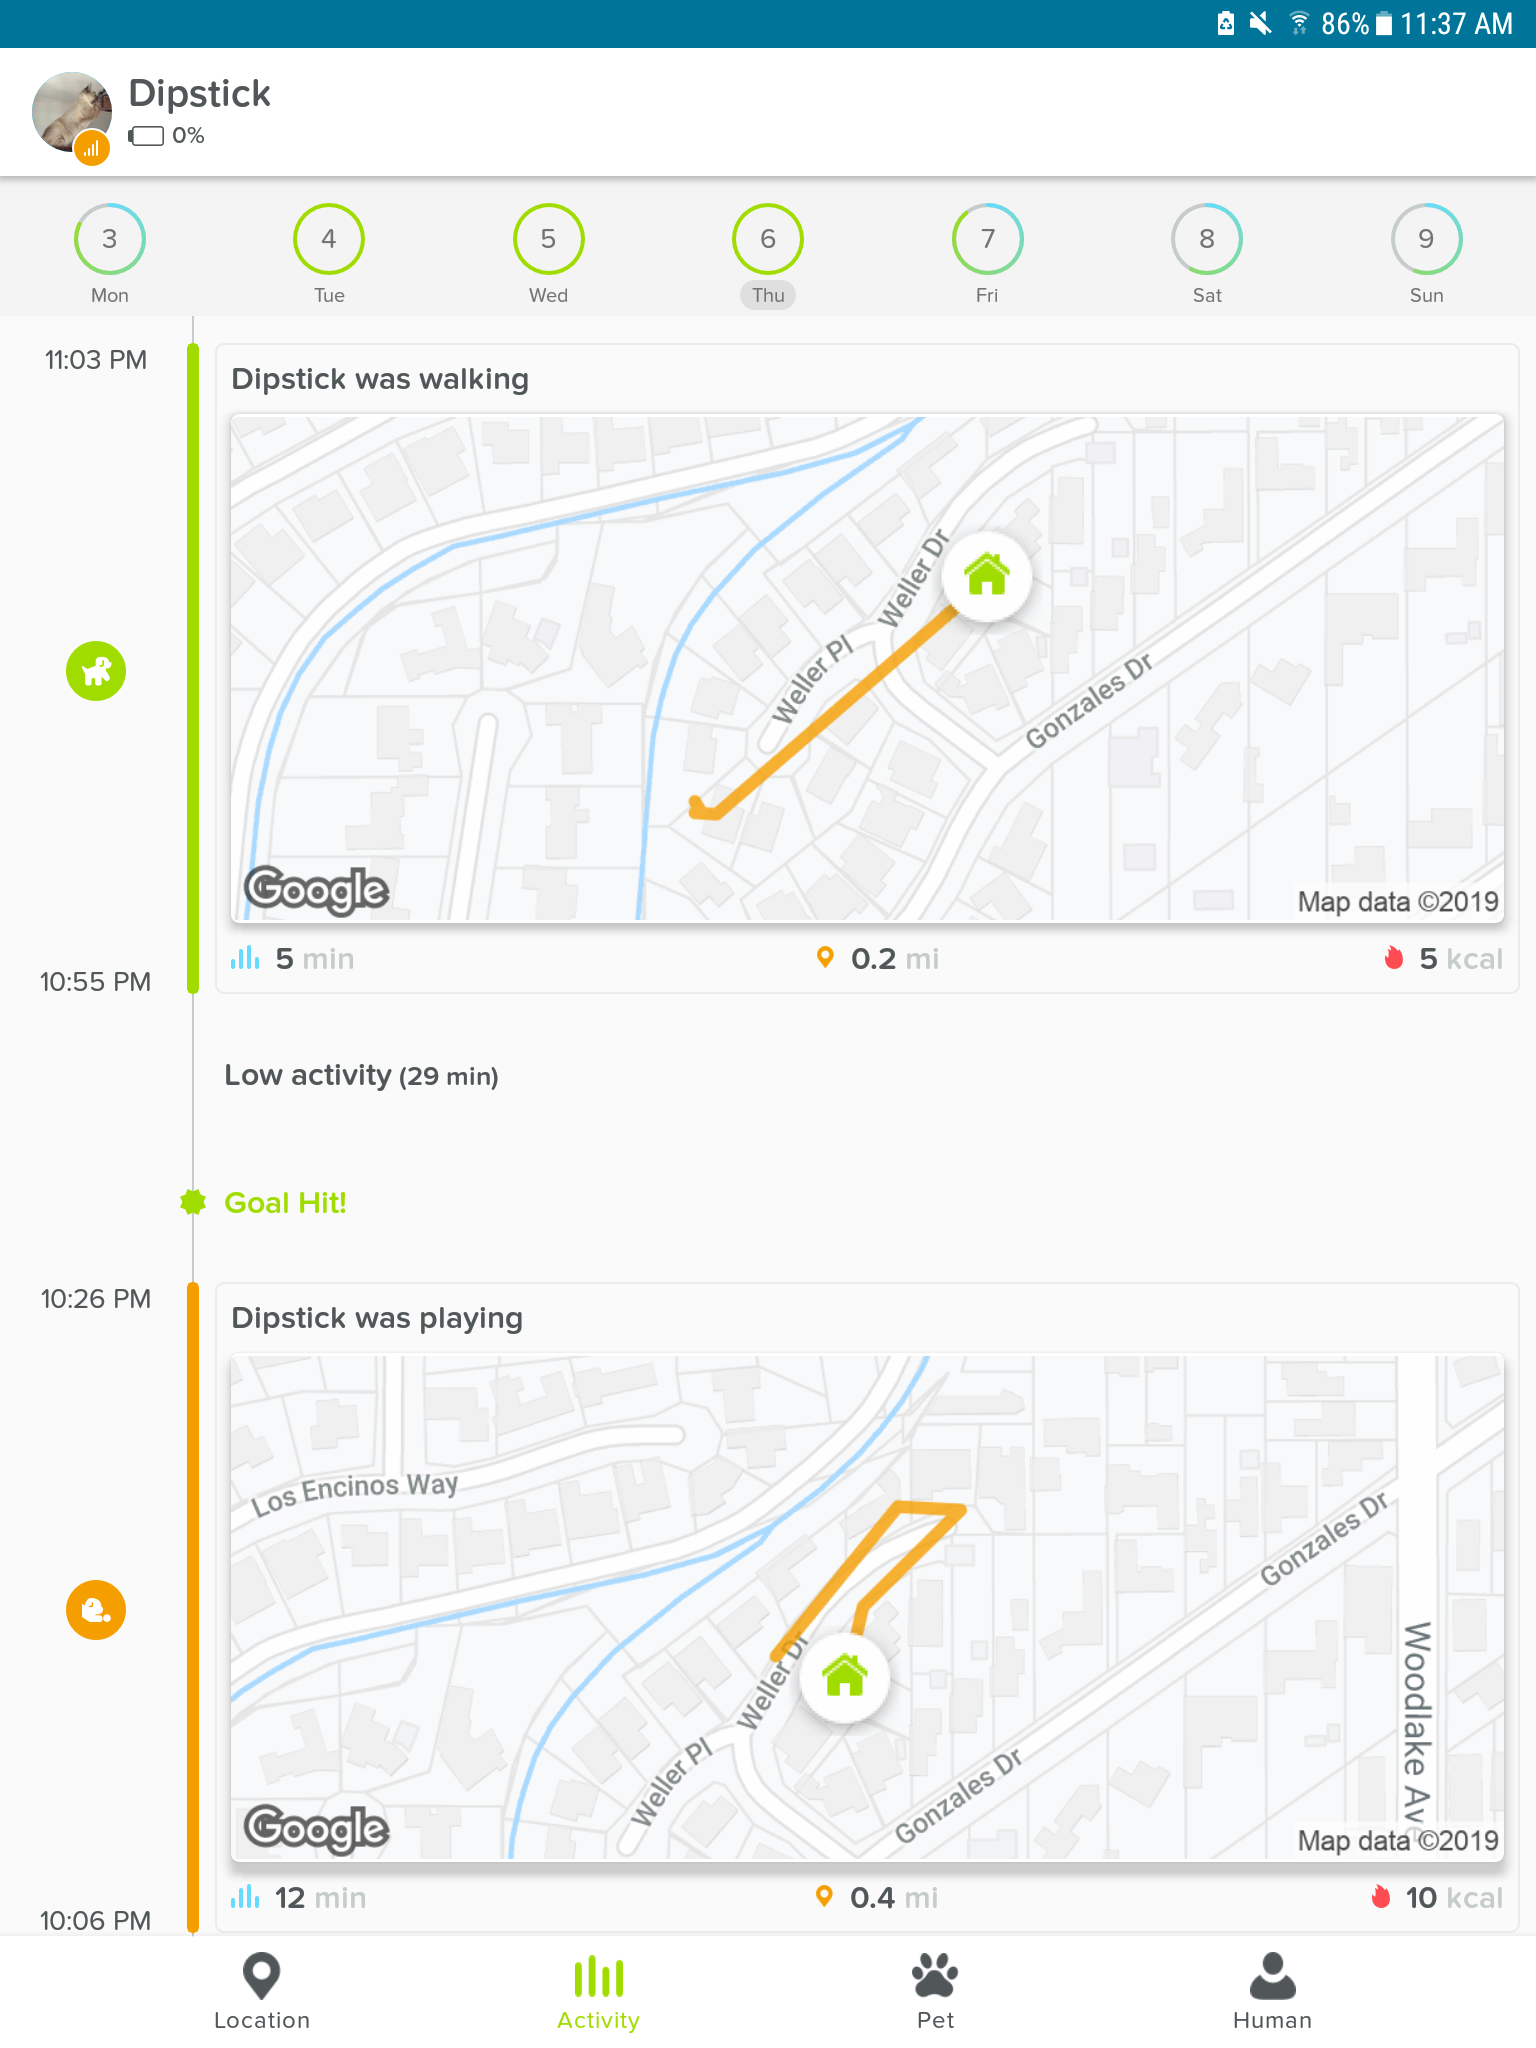 86% 11:37 AM
Dipstick
0%
3 4 5 6 7 8 9
Mon Tue Wed Thu Fri Sat Sun
11:03 PM
Dipstick was walking
Weller Dr
Weller Pl
Gonzales Dr
Google
Map data ©2019
5 min 0.2 mi 5 kcal
10:55 PM
Low activity (29 min)
Goal Hit!
10:26 PM
Dipstick was playing
Los Encinos Way
Gonzales Dr
Weller Dr
Woodlake Ave
Weller Pl
Gonzales Dr
Google
Map data ©2019
12 min 0.4 mi 10 kcal
10:06 PM
Location Activity Pet Human